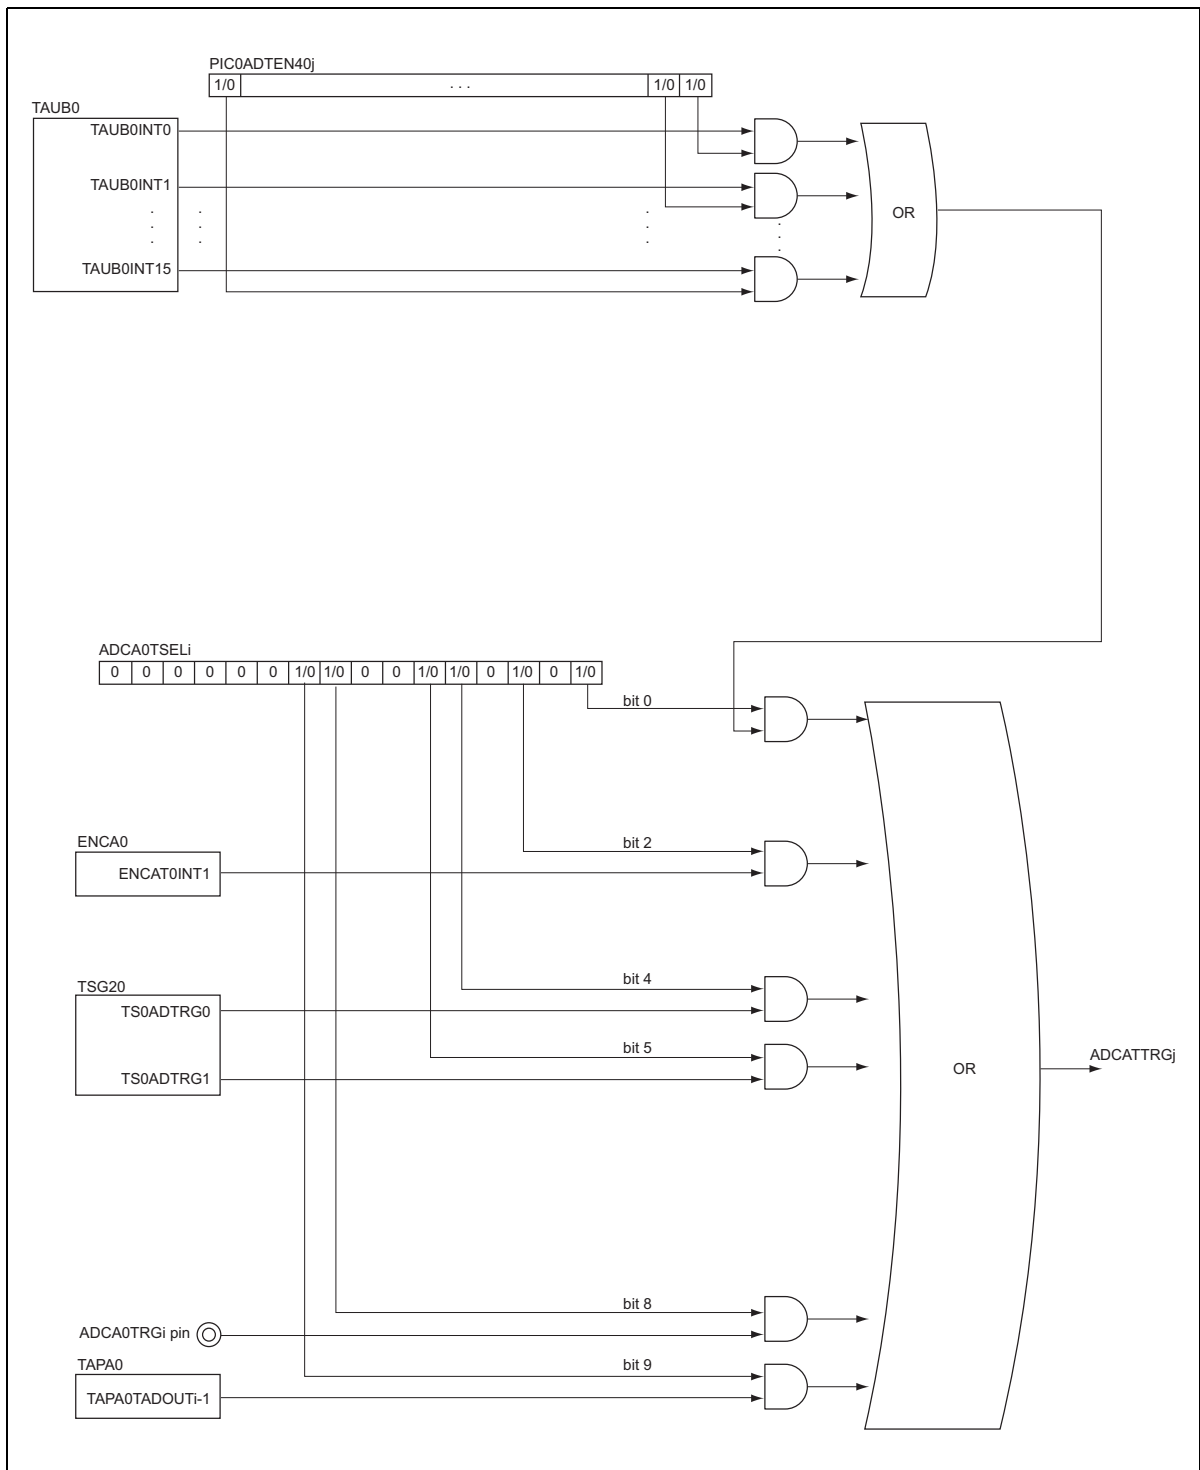 PIC0ADTEN40j
1/0 . . . 1/0 1/0
TAUB0
TAUB0INT0
TAUB0INT1
TAUB0INT15
OR
ADCA0TSELi
0 0 0 0 0 0 1/0 1/0 0 0 1/0 1/0 0 1/0 0 1/0
bit 0
ENCA0
ENCAT0INT1
bit 2
TSG20
TS0ADTRG0
bit 4
TS0ADTRG1
bit 5
OR
ADCATTRGj
ADCA0TRGi pin
bit 8
TAPA0
TAPA0TADOUTi-1
bit 9